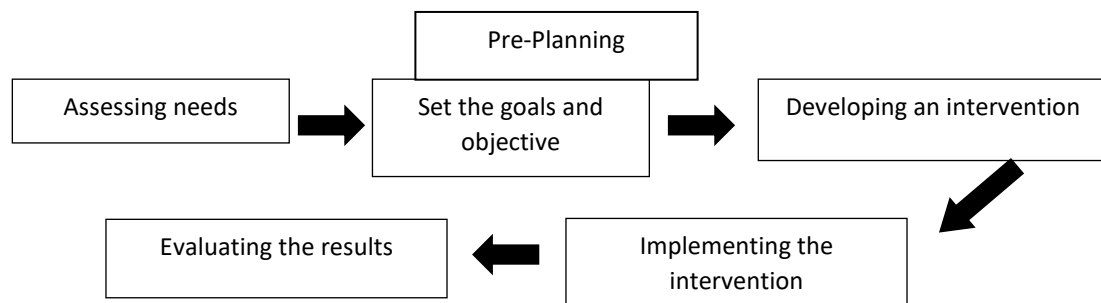 Pre-Planning
Assessing needs
Set the goals and
objective
Developing an intervention
Evaluating the results
Implementing the
intervention